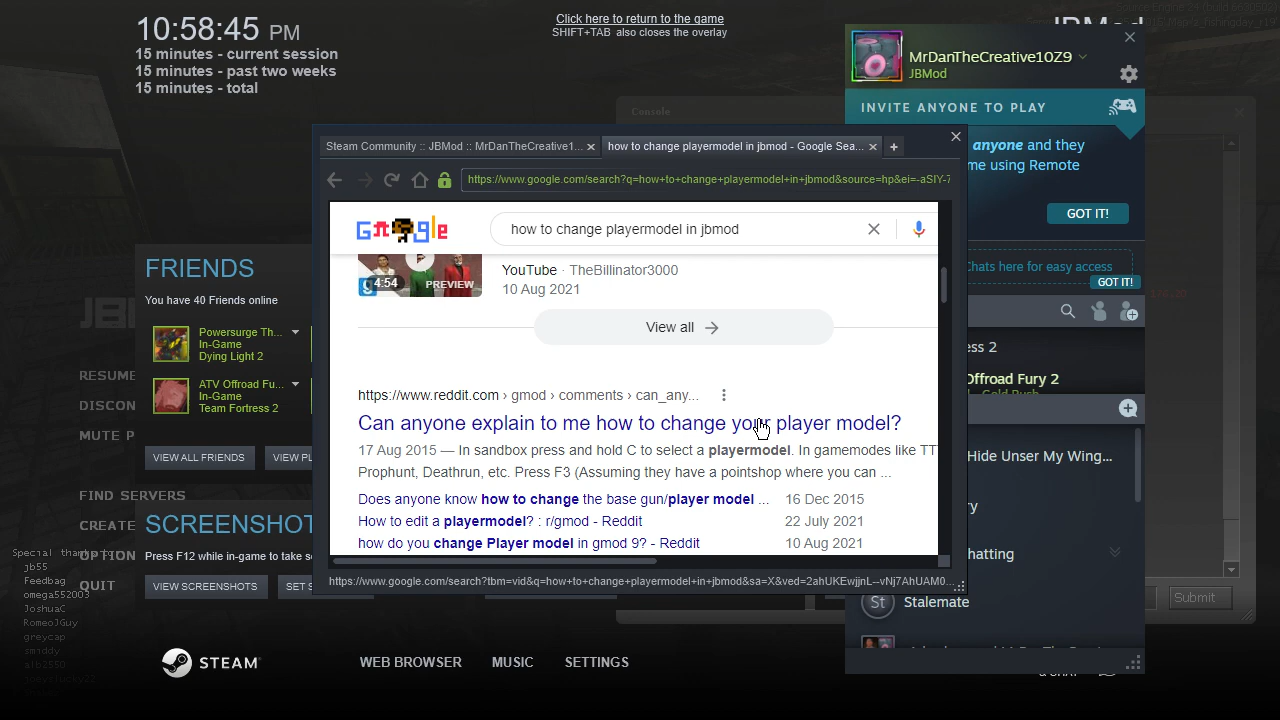 10:58:45 PM
15 minutes - current session
15 minutes - past two weeks
15 minutes - total
Click here to return to the game
SHIFT+TAB also closes the overlay
MrDanTheCreative10Z9
JBMod
INVITE ANYONE TO PLAY
anyone and they
me using Remote
GOT IT!
Chats here for easy access
GOT IT!
Console
Steam Community :: JBMod :: MrDanTheCreative1...
how to change playermodel in jbmod - Google Sea...
https://www.google.com/search?q=how+to+change+playermodel+in+jbmod&source=hp&ei=-aSIY-7
how to change playermodel in jbmod
4:54
PREVIEW
YouTube · TheBillinator3000
10 Aug 2021
View all
https://www.reddit.com › gmod › comments › can_any...
Can anyone explain to me how to change your player model?
17 Aug 2015 — In sandbox press and hold C to select a playermodel. In gamemodes like TT
Prophunt, Deathrun, etc. Press F3 (Assuming they have a pointshop where you can ...
Does anyone know how to change the base gun/player model ... 16 Dec 2015
How to edit a playermodel? : r/gmod - Reddit 22 July 2021
how do you change Player model in gmod 9? - Reddit 10 Aug 2021
https://www.google.com/search?tbm=vid&q=how+to+change+playermodel+in+jbmod&sa=X&ved=2ahUKEwjjnL--vNj7AhUAM0...
FRIENDS
You have 40 Friends online
Powersurge Th...
In-Game
Dying Light 2
ATV Offroad Fu...
In-Game
Team Fortress 2
VIEW ALL FRIENDS
VIEW PL
SCREENSHOT
Press F12 while in-game to take s
VIEW SCREENSHOTS
SET S
RESUME
DISCON
MUTE P
FIND SERVERS
CREATE
OPTION
QUIT
Special than
jb55
Feedbag
omega552003
JoshuaC
RomeoJGuy
greycap
smiddy
alb2550
ess 2
Offroad Fury 2
Hide Unser My Wing...
ry
hatting
St
Stalemate
Submit
STEAM
WEB BROWSER
MUSIC
SETTINGS